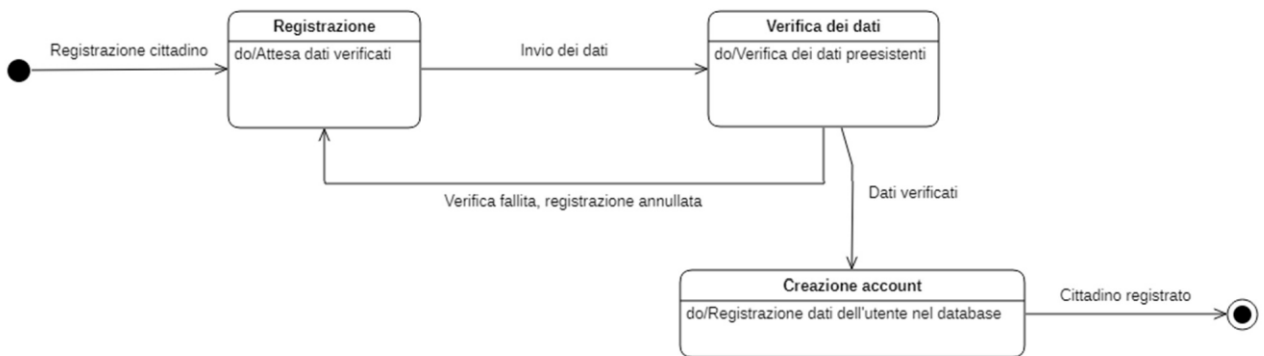 Registrazione
Verifica dei dati
Registrazione cittadino
do/Attesa dati verificati
Invio dei dati
do/Verifica dei dati preesistenti
Verifica fallita, registrazione annullata
Dati verificati
Creazione account
do/Registrazione dati dell'utente nel database
Cittadino registrato